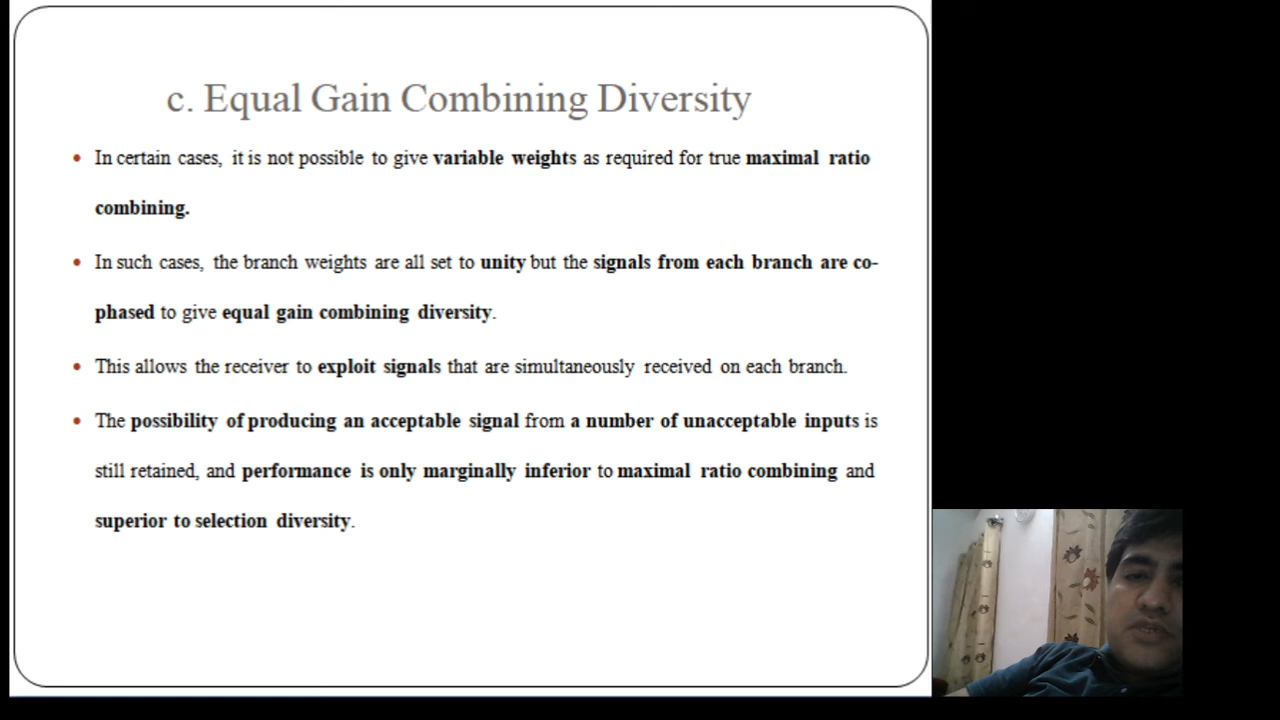 c. Equal Gain Combining Diversity
• In certain cases, it is not possible to give variable weights as required for true maximal ratio
combining.
• In such cases, the branch weights are all set to unity but the signals from each branch are co-
phased to give equal gain combining diversity.
• This allows the receiver to exploit signals that are simultaneously received on each branch.
• The possibility of producing an acceptable signal from a number of unacceptable inputs is
still retained, and performance is only marginally inferior to maximal ratio combining and
superior to selection diversity.